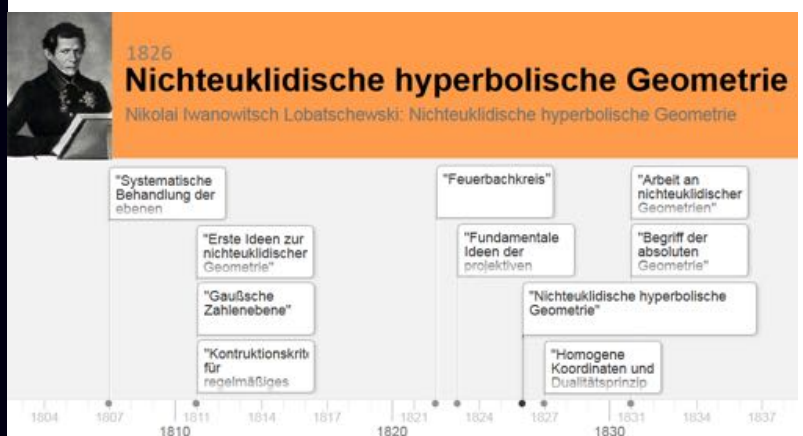 1826
Nichteuklidische hyperbolische Geometrie
Nikolai Iwanowitsch Lobatschewski: Nichteuklidische hyperbolische Geometrie
"Systematische
Behandlung der
ebenen
"Erste Ideen zur
nichteuklidischer
Geometrie"
"Gaußsche
Zahlenebene"
"Kontruktionskrite
für
regelmäßiges
"Feuerbachkreis"
"Fundamentale
Ideen der
projektiven
"Nichteuklidische hyperbolische
Geometrie"
"Homogene
Koordinaten und
Dualitätsprinzip
"Arbeit an
nichteuklidischer
Geometrien"
"Begriff der
absoluten
Geometrie"
1804 1807 1811 1814 1817 1821 1824 1827 1831 1834 1837
1810 1820 1830